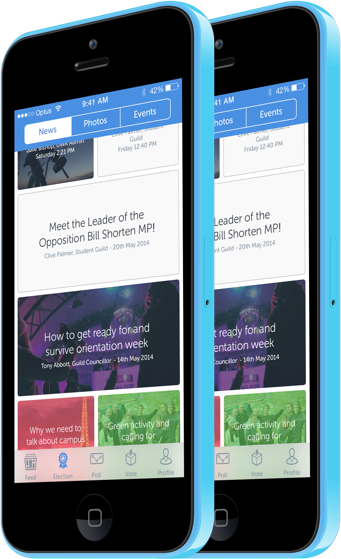 Optus
9:41 AM
42%
News
Photos
Events
Saturday 2:21 PM
Guild
Friday 12:40 PM
Meet the Leader of the
Opposition Bill Shorten MP!
Clive Palmer, Student Guild - 20th May 2014
How to get ready for and
survive orientation week
Tony Abbott, Guild Councillor - 14th May 2014
Why we need to
talk about campus
Green activity and
calling for
Feed
Election
Poll
Vote
Profile
9:41 AM
42%
Photos
Events
Guild
Friday 12:40 PM
Leader of the
Bill Shorten MP!
Guild - 20th May 2014
ready for and
orientation week
Councillor - 14th May 2014
Green activity and
calling for
Poll
Vote
Profile